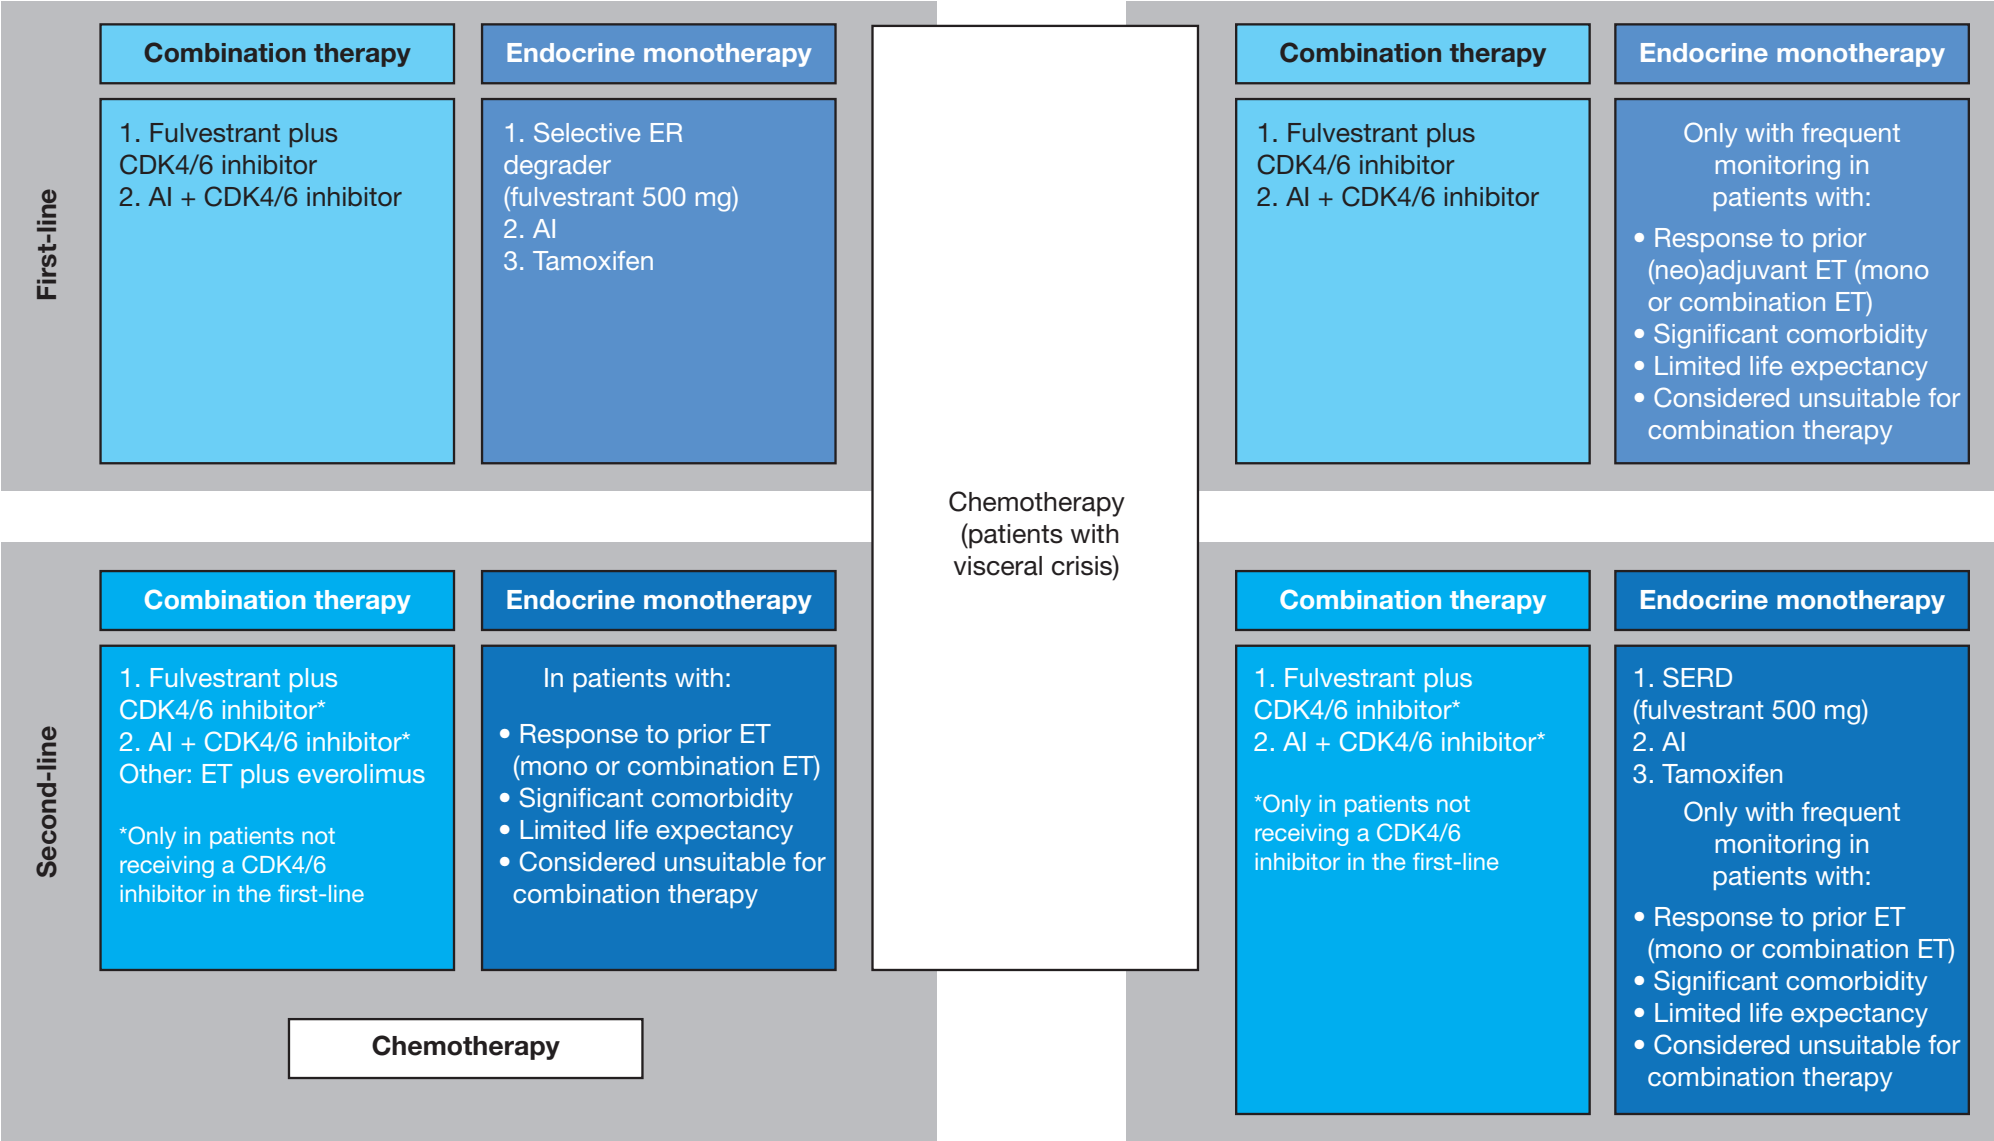 First-line
Combination therapy
1. Fulvestrant plus
CDK4/6 inhibitor
2. AI + CDK4/6 inhibitor
Endocrine monotherapy
1. Selective ER
degrader
(fulvestrant 500 mg)
2. AI
3. Tamoxifen
Chemotherapy
(patients with
visceral crisis)
Combination therapy
1. Fulvestrant plus
CDK4/6 inhibitor
2. AI + CDK4/6 inhibitor
Endocrine monotherapy
Only with frequent
monitoring in
patients with:
• Response to prior
(neo)adjuvant ET (mono
or combination ET)
• Significant comorbidity
• Limited life expectancy
• Considered unsuitable for
combination therapy
Second-line
Combination therapy
1. Fulvestrant plus
CDK4/6 inhibitor*
2. AI + CDK4/6 inhibitor*
Other: ET plus everolimus
*Only in patients not
receiving a CDK4/6
inhibitor in the first-line
Endocrine monotherapy
In patients with:
• Response to prior ET
(mono or combination ET)
• Significant comorbidity
• Limited life expectancy
• Considered unsuitable for
combination therapy
Chemotherapy
Combination therapy
1. Fulvestrant plus
CDK4/6 inhibitor*
2. AI + CDK4/6 inhibitor*
*Only in patients not
receiving a CDK4/6
inhibitor in the first-line
Endocrine monotherapy
1. SERD
(fulvestrant 500 mg)
2. AI
3. Tamoxifen
Only with frequent
monitoring in
patients with:
• Response to prior ET
(mono or combination ET)
• Significant comorbidity
• Limited life expectancy
• Considered unsuitable for
combination therapy